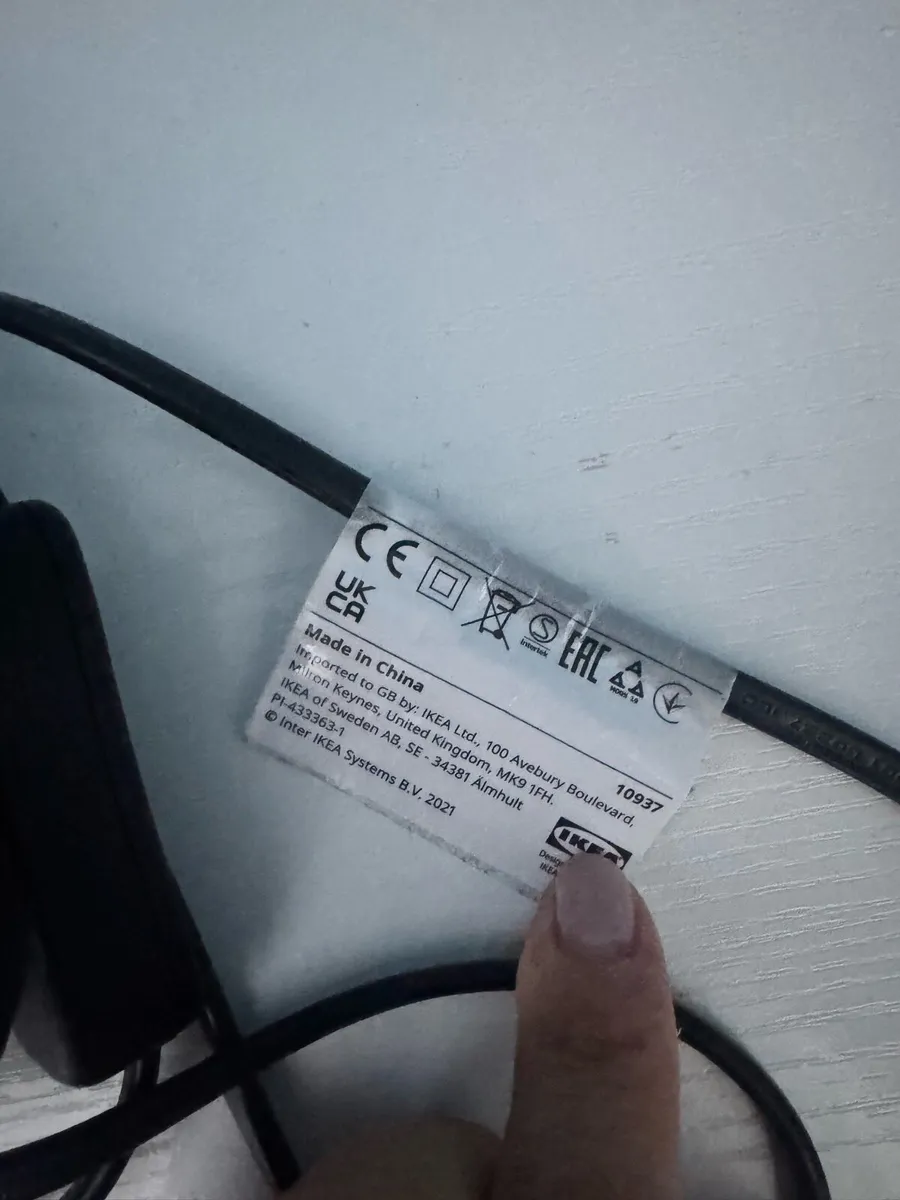 CE
UK
CA
S
Intertek
EAC
Made in China
10937
Imported to GB by: IKEA Ltd., 100 Avebury Boulevard,
Milton Keynes, United Kingdom, MK9 1FH.
IKEA of Sweden AB, SE - 34381 Älmhult
PI-433363-1
© Inter IKEA Systems B.V. 2021
IKEA